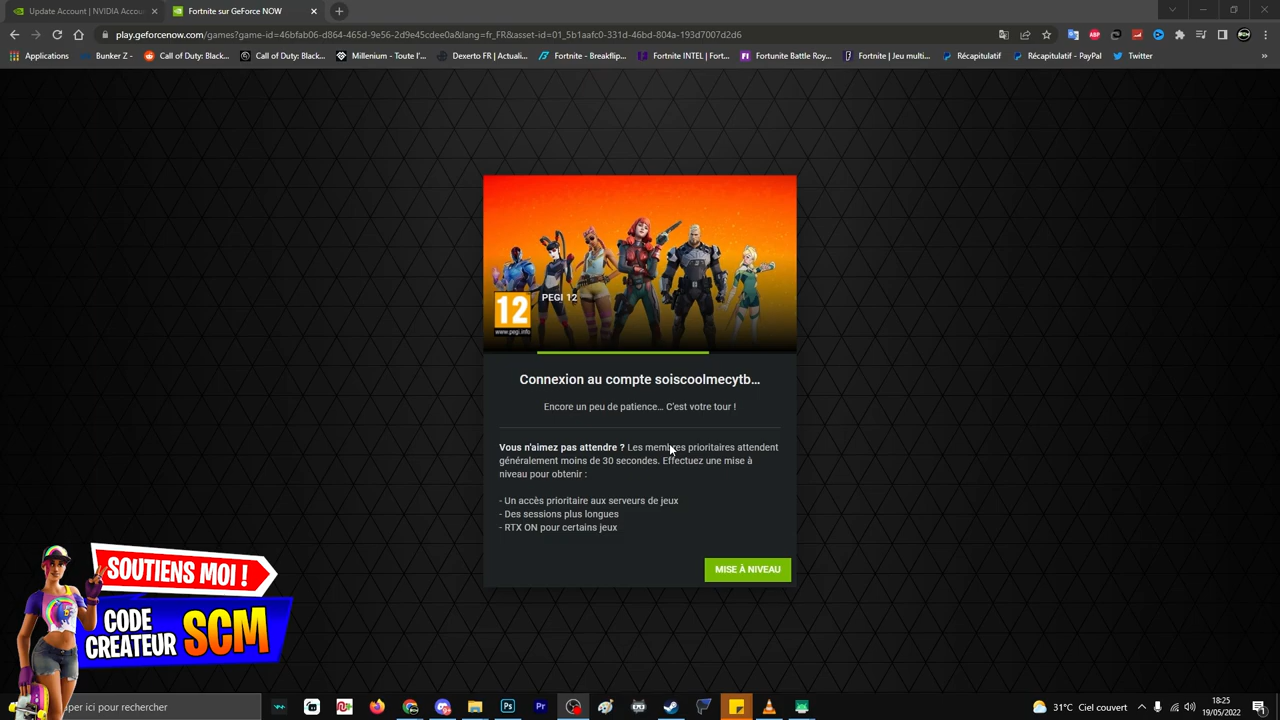 Update Account | NVIDIA Accou
Fortnite sur GeForce NOW
play.geforcenow.com/games?game-id=46bfab06-d864-465d-9e56-2d9e45cdee0a&lang=fr_FR&asset-id=01_5b1aafc0-331d-46bd-804a-193d7007d2d6
Applications
Bunker Z -
Call of Duty: Black...
Call of Duty: Black...
Millenium - Toute l'...
Dexerto FR | Actuali...
Fortnite - Breakflip...
Fortnite INTEL | Fort...
Fortunite Battle Roy...
Fortnite | Jeu multi...
Récapitulatif
Récapitulatif - PayPal
Twitter
»
PEGI 12
12
www.pegi.info
Connexion au compte soiscoolmecytb...
Encore un peu de patience... C'est votre tour !
Vous n'aimez pas attendre ? Les membres prioritaires attendent
généralement moins de 30 secondes. Effectuez une mise à
niveau pour obtenir :
- Un accès prioritaire aux serveurs de jeux
- Des sessions plus longues
- RTX ON pour certains jeux
MISE À NIVEAU
SOUTIENS MOI !
CODE
CREATEUR SCM
per ici pour rechercher
31°C Ciel couvert
18:25
19/05/2022